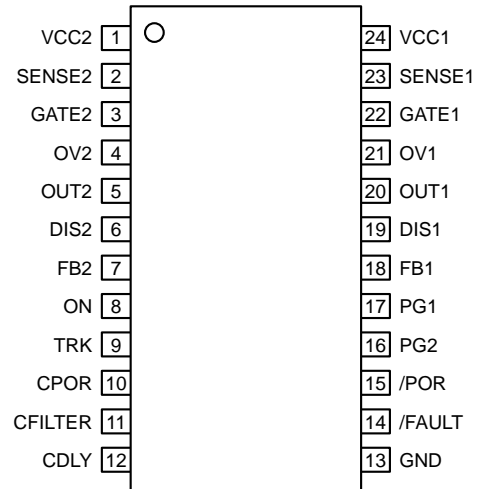 VCC2 1 24 VCC1
SENSE2 2 23 SENSE1
GATE2 3 22 GATE1
OV2 4 21 OV1
OUT2 5 20 OUT1
DIS2 6 19 DIS1
FB2 7 18 FB1
ON 8 17 PG1
TRK 9 16 PG2
CPOR 10 15 /POR
CFILTER 11 14 /FAULT
CDLY 12 13 GND